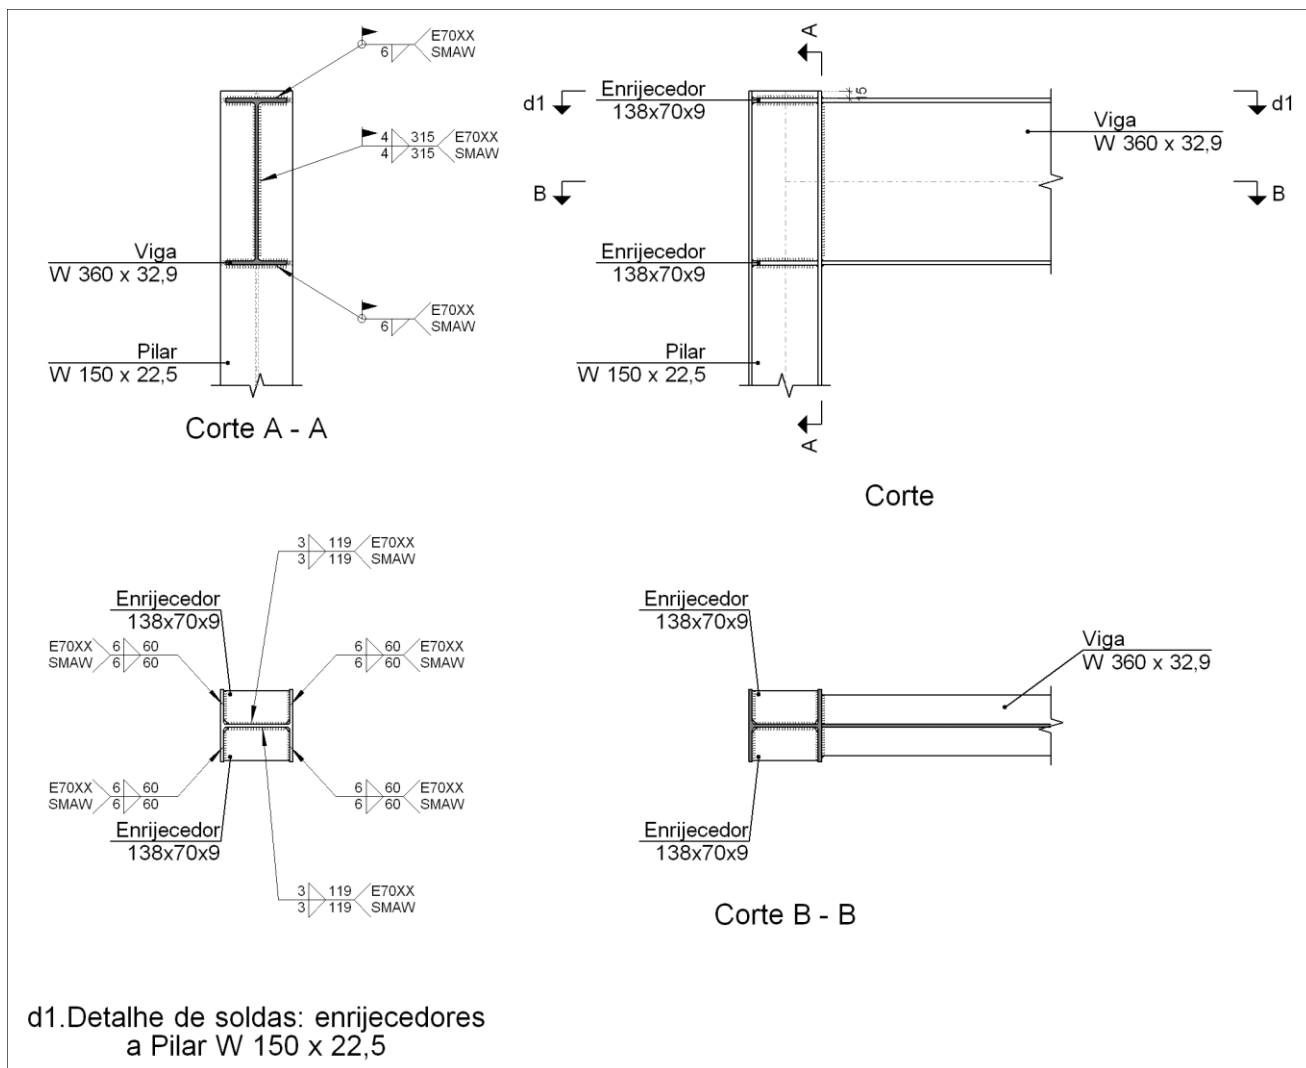 E70XX
6 SMAW
4 315 E70XX
4 315 SMAW
Viga
W 360 x 32,9
E70XX
6 SMAW
Pilar
W 150 x 22,5
Corte A - A
A
15
Enrijecedor
138x70x9
d1
d1
Viga
W 360 x 32,9
B
B
Enrijecedor
138x70x9
Pilar
W 150 x 22,5
A
Corte
3 119 E70XX
3 119 SMAW
Enrijecedor
138x70x9
E70XX 6 60
SMAW 6 60
6 60 E70XX
6 60 SMAW
E70XX 6 60
SMAW 6 60
6 60 E70XX
6 60 SMAW
Enrijecedor
138x70x9
3 119 E70XX
3 119 SMAW
d1.Detalhe de soldas: enrijecedores
a Pilar W 150 x 22,5
Enrijecedor
138x70x9
Viga
W 360 x 32,9
Enrijecedor
138x70x9
Corte B - B